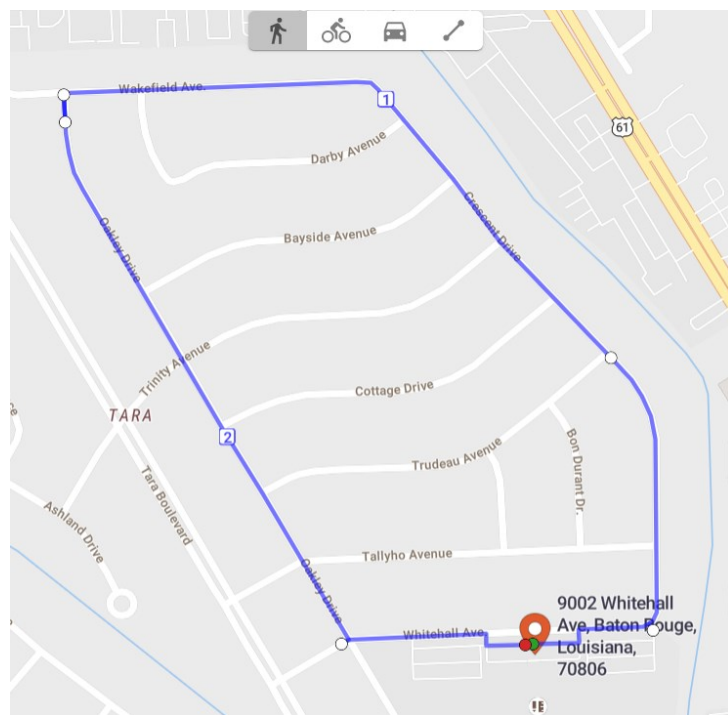 Wakefield Ave.
1
61
Darby Avenue
Crescent Drive
Bayside Avenue
Oakley Drive
Trinity Avenue
Cottage Drive
TARA
2
Trudeau Avenue
Bon Durant Dr.
Tara Boulevard
Ashland Drive
Tallyho Avenue
Oakley Drive
Whitehall Ave
9002 Whitehall
Ave, Baton Rouge,
Louisiana,
70806